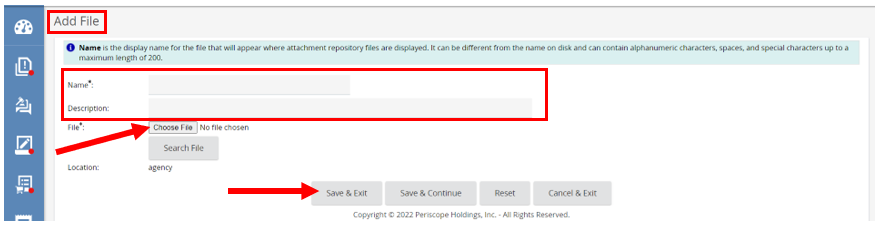 Add File
Name is the display name for the file that will appear where attachment repository files are displayed. It can be different from the name on disk and can contain alphanumeric characters, spaces, and special characters up to a
maximum length of 200.
Name*:
Description:
File*: Choose File No file chosen
Search File
Location: agency
Save & Exit Save & Continue Reset Cancel & Exit
Copyright © 2022 Periscope Holdings, Inc. - All Rights Reserved.